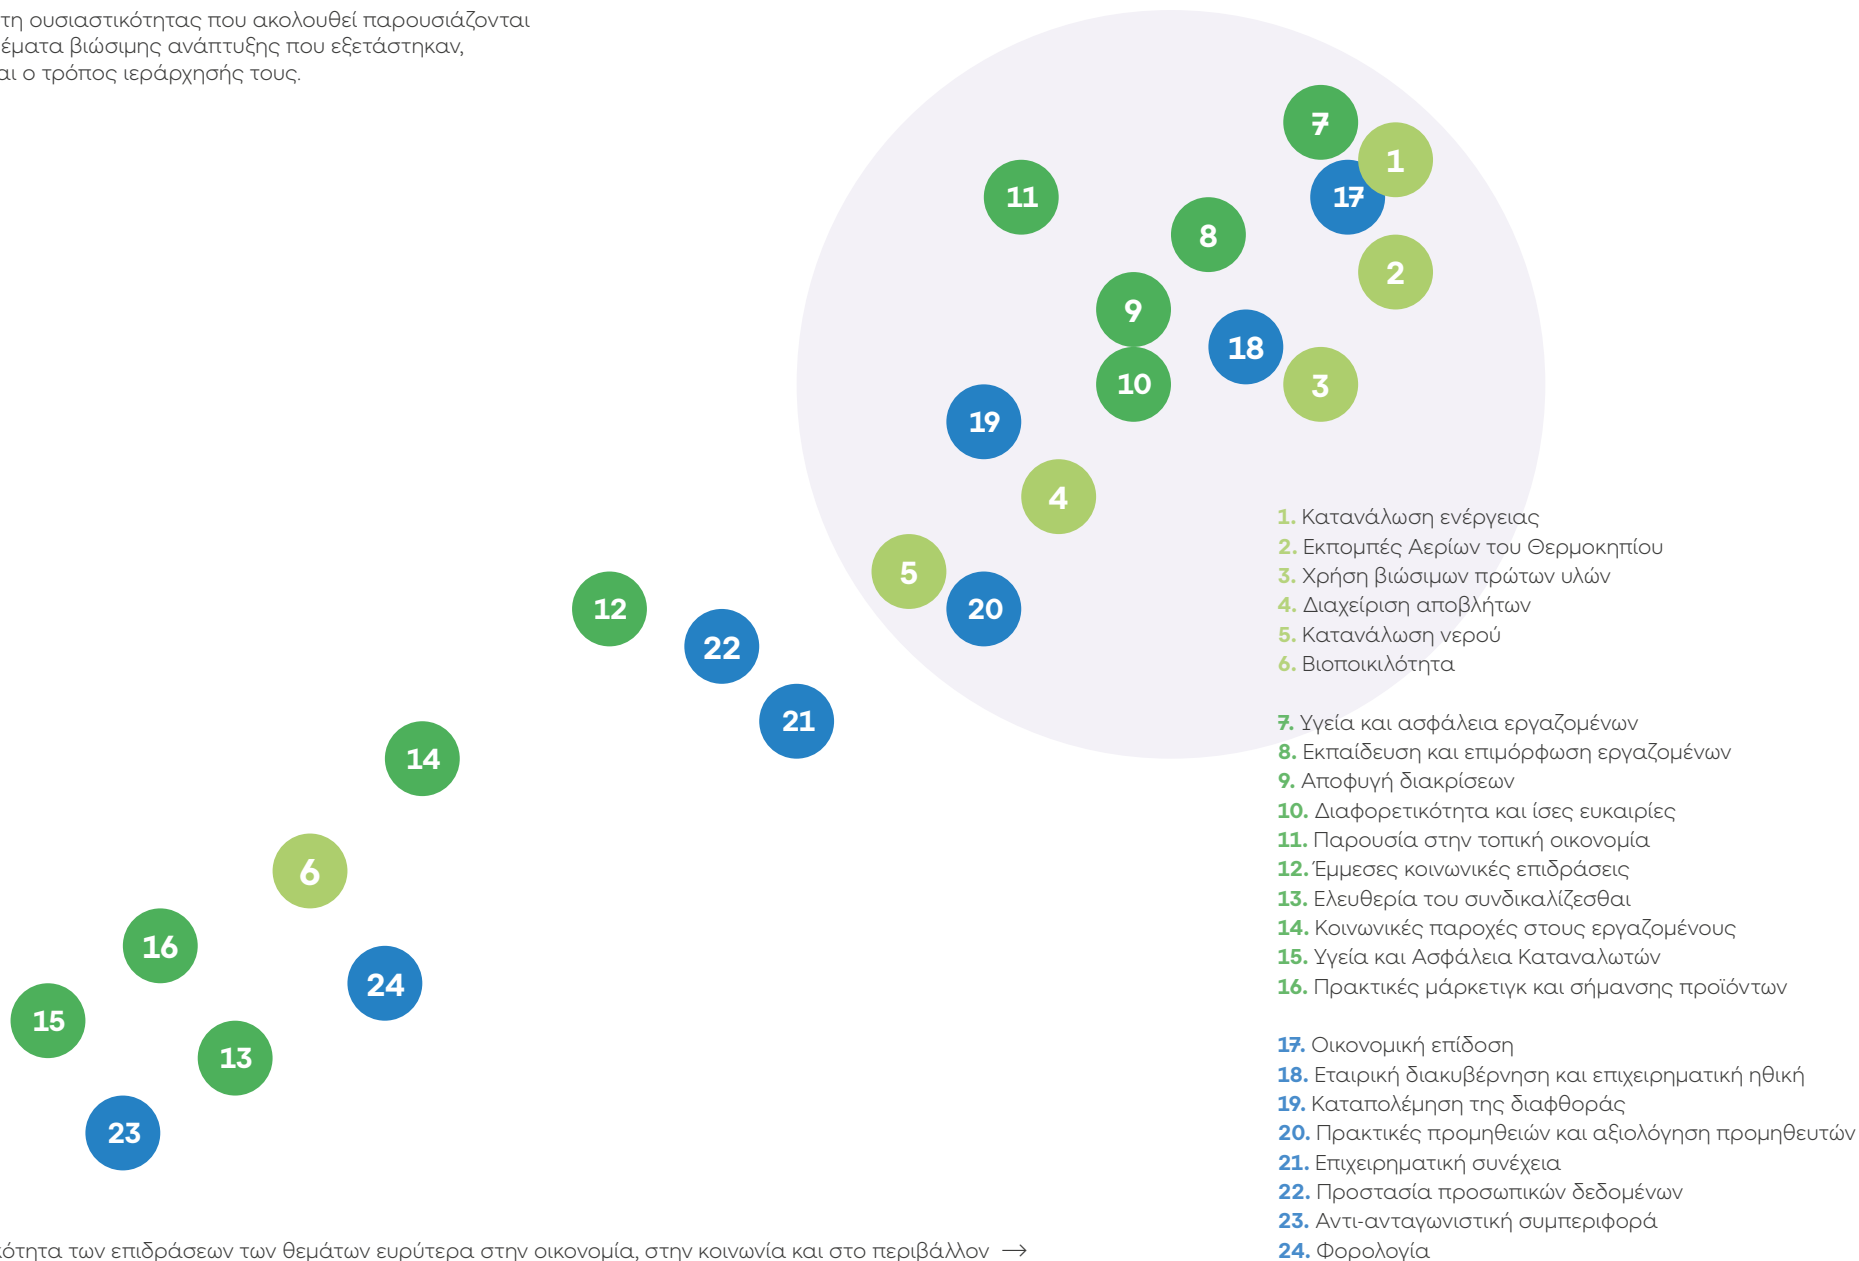 τη ουσιαστικότητας που ακολουθεί παρουσιάζονται
έματα βιώσιμης ανάπτυξης που εξετάστηκαν,
αι ο τρόπος ιεράρχησής τους.
7
1
11
17
8
2
9
18
10
3
19
4
5
12
20
22
21
14
6
16
24
15
13
23
1. Κατανάλωση ενέργειας
2. Εκπομπές Αερίων του Θερμοκηπίου
3. Χρήση βιώσιμων πρώτων υλών
4. Διαχείριση αποβλήτων
5. Κατανάλωση νερού
6. Βιοποικιλότητα
7. Υγεία και ασφάλεια εργαζομένων
8. Εκπαίδευση και επιμόρφωση εργαζομένων
9. Αποφυγή διακρίσεων
10. Διαφορετικότητα και ίσες ευκαιρίες
11. Παρουσία στην τοπική οικονομία
12. Έμμεσες κοινωνικές επιδράσεις
13. Ελευθερία του συνδικαλίζεσθαι
14. Κοινωνικές παροχές στους εργαζομένους
15. Υγεία και Ασφάλεια Καταναλωτών
16. Πρακτικές μάρκετιγκ και σήμανσης προϊόντων
17. Οικονομική επίδοση
18. Εταιρική διακυβέρνηση και επιχειρηματική ηθική
19. Καταπολέμηση της διαφθοράς
20. Πρακτικές προμηθειών και αξιολόγηση προμηθευτών
21. Επιχειρηματική συνέχεια
22. Προστασία προσωπικών δεδομένων
23. Αντι-ανταγωνιστική συμπεριφορά
24. Φορολογία
κότητα των επιδράσεων των θεμάτων ευρύτερα στην οικονομία, στην κοινωνία και στο περιβάλλον →